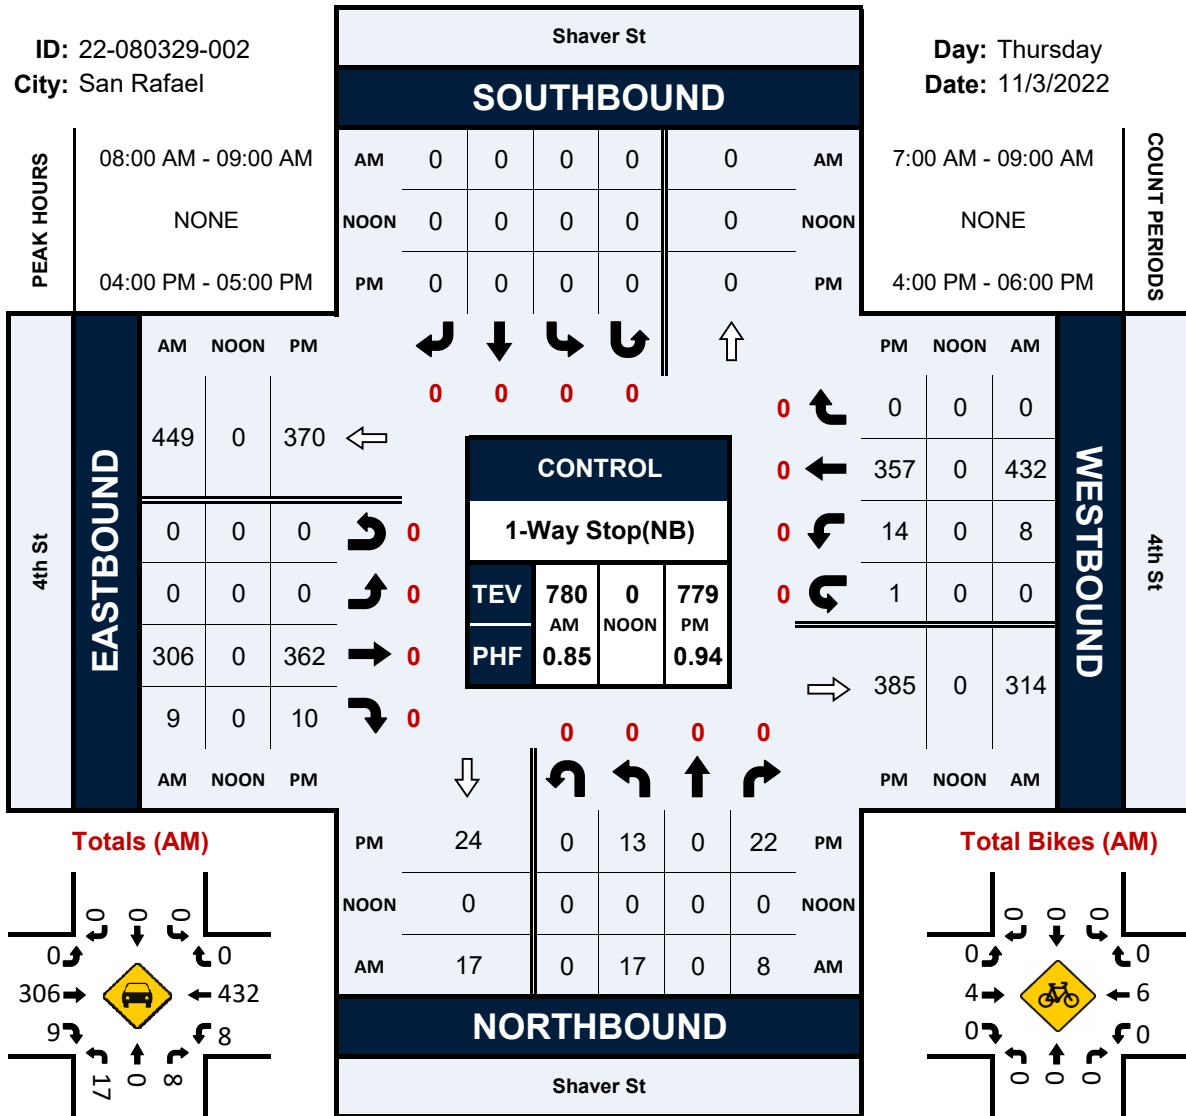 Shaver St
ID: 22-080329-002
City: San Rafael
Day: Thursday
Date: 11/3/2022
SOUTHBOUND
PEAK HOURS
08:00 AM - 09:00 AM
NONE
04:00 PM - 05:00 PM
AM 0 0 0 0 0 AM
NOON 0 0 0 0 0 NOON
PM 0 0 0 0 0 PM
7:00 AM - 09:00 AM
NONE
4:00 PM - 06:00 PM
COUNT PERIODS
0 0 0 0
4th St
EASTBOUND
AM NOON PM
449 0 370
0 0 0 0
0 0 0 0
306 0 362 0
9 0 10 0
AM NOON PM
CONTROL
1-Way Stop(NB)
TEV 780 0 779
AM NOON PM
PHF 0.85 0.94
PM NOON AM
0 0 0 0
0 357 0 432
0 14 0 8
0 1 0 0
385 0 314
PM NOON AM
WESTBOUND
4th St
0 0 0 0
PM 24 0 13 0 22 PM
NOON 0 0 0 0 0 NOON
AM 17 0 17 0 8 AM
NORTHBOUND
Shaver St
Totals (AM)
0 0 0
0 0
306 432
9 8
17 0 8
Total Bikes (AM)
0 0 0
0 0
4 6
0 0
0 0 0